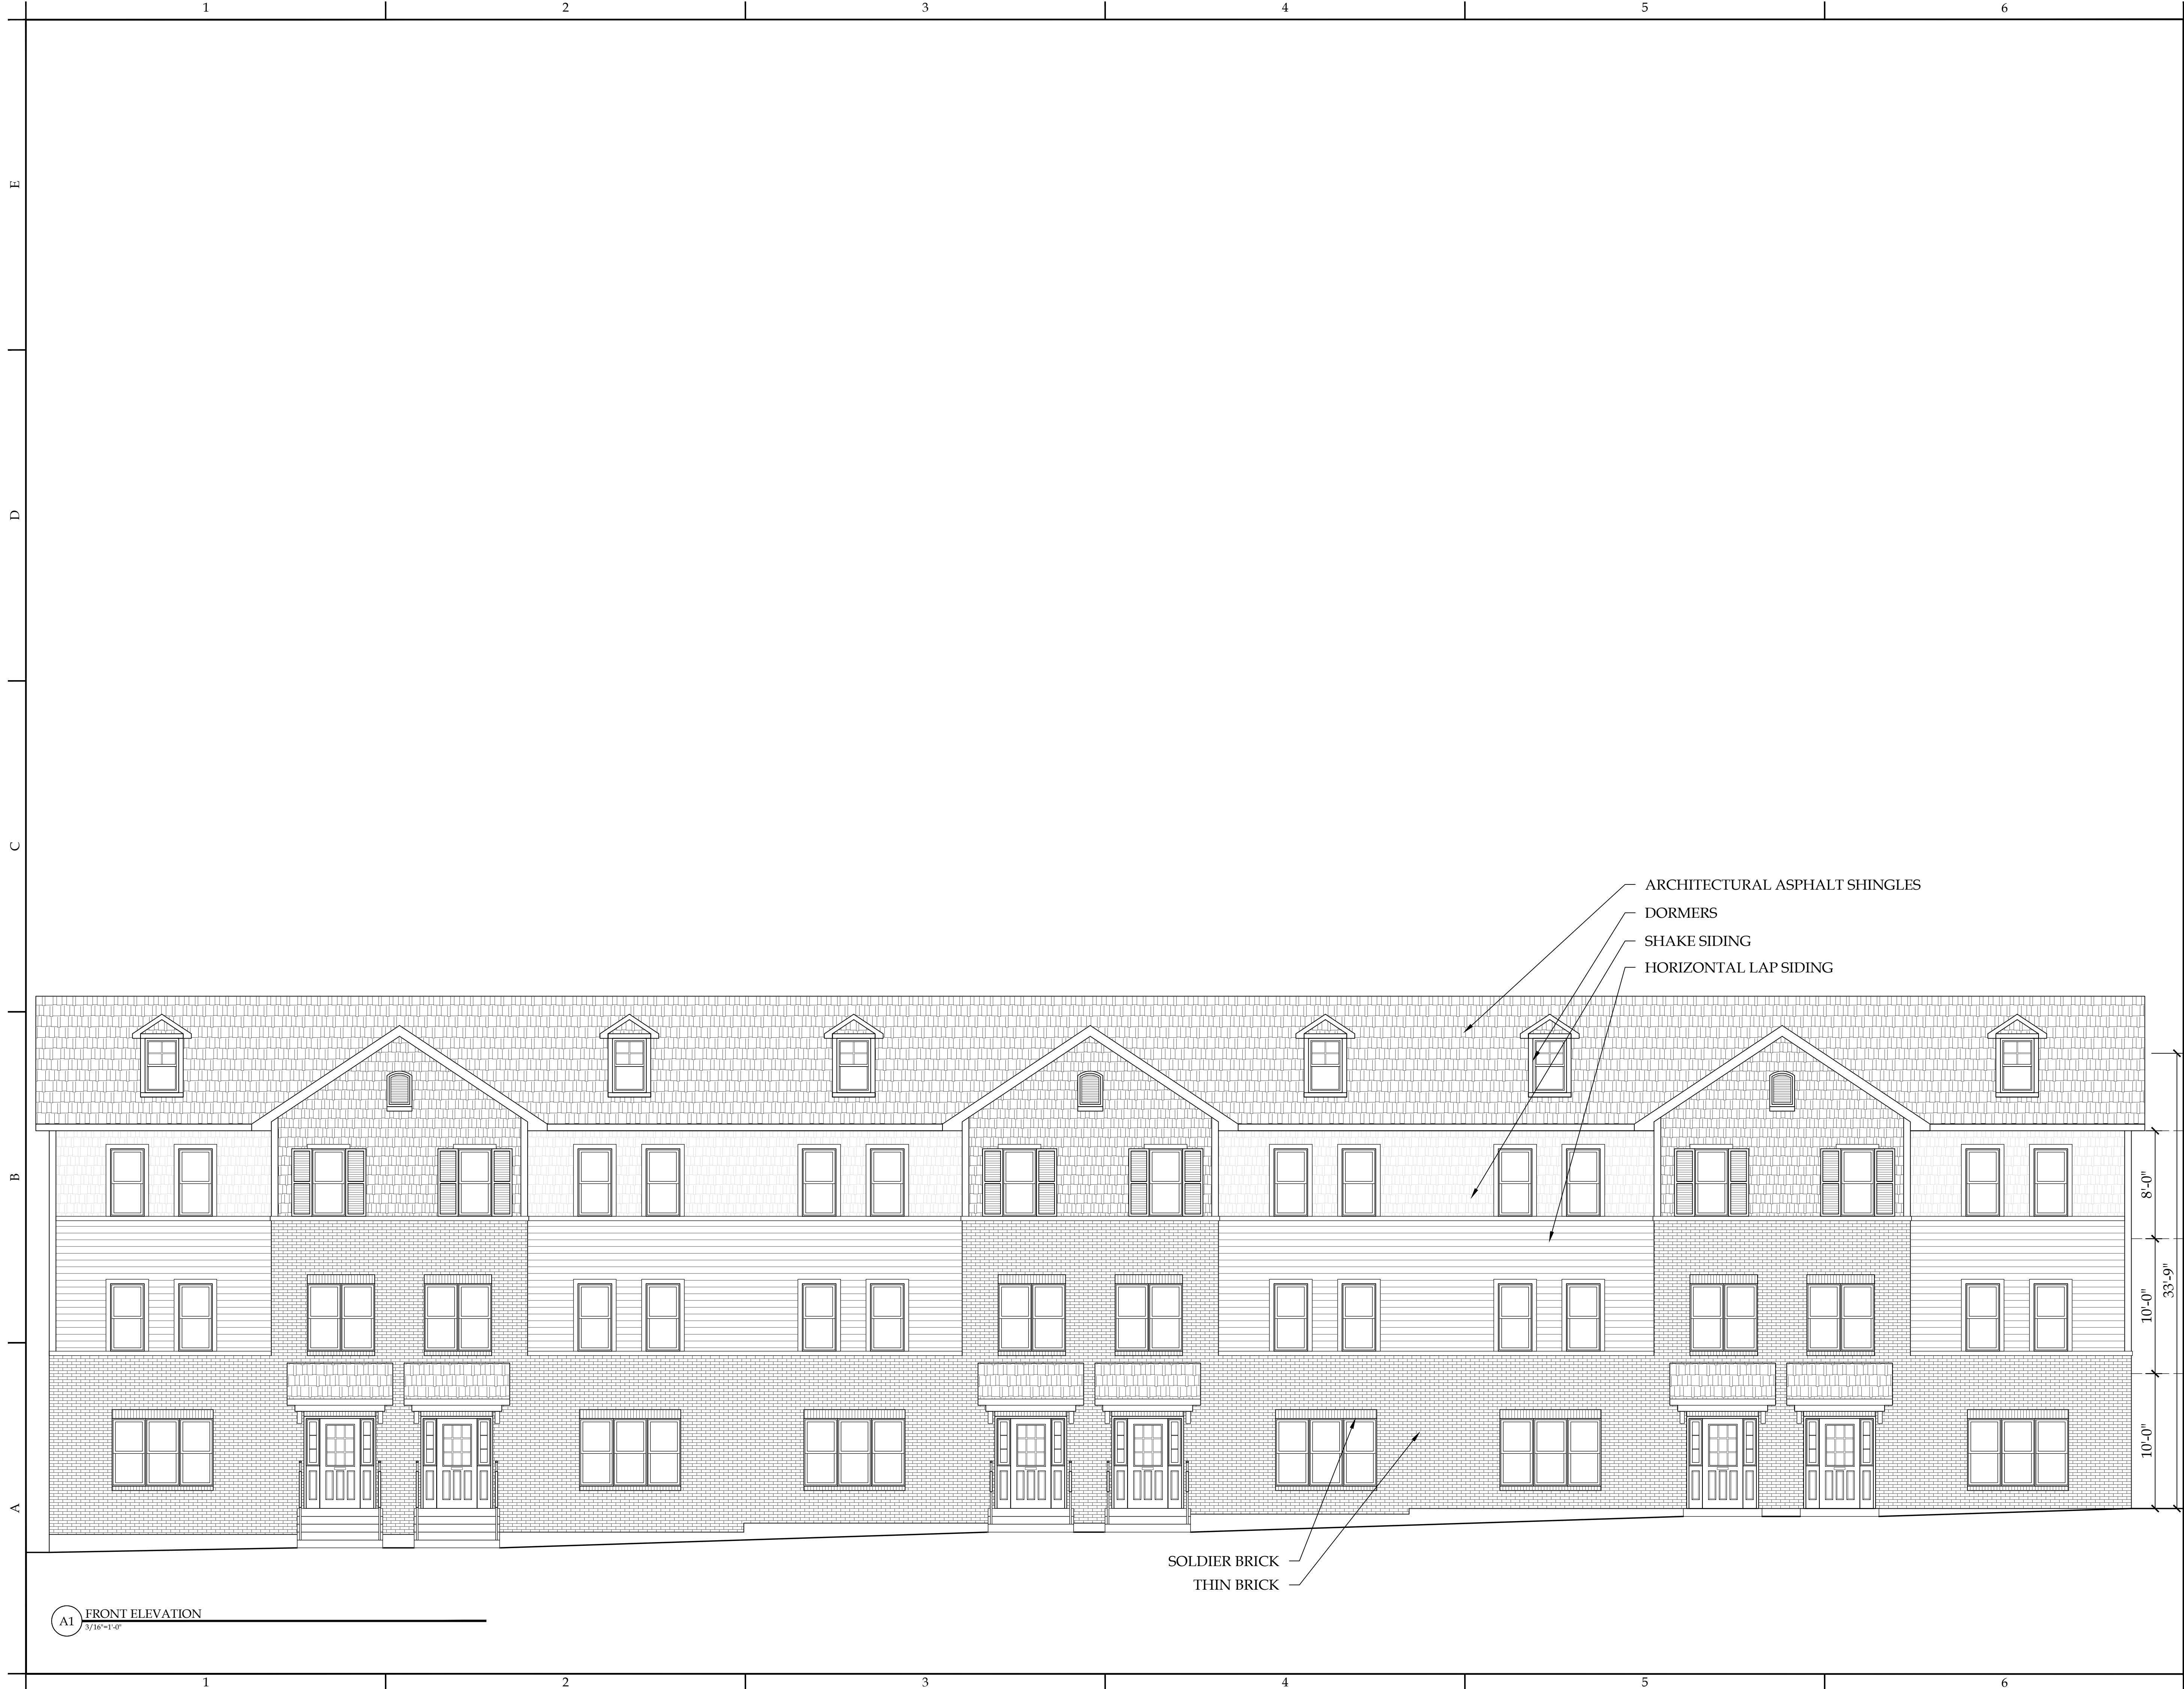 1 2 3 4 5 6
E
D
C
B
A
ARCHITECTURAL ASPHALT SHINGLES
DORMERS
SHAKE SIDING
HORIZONTAL LAP SIDING
8'-0"
10'-0"
33'-9"
10'-0"
SOLDIER BRICK
THIN BRICK
A1 FRONT ELEVATION
3/16"=1'-0"
1 2 3 4 5 6